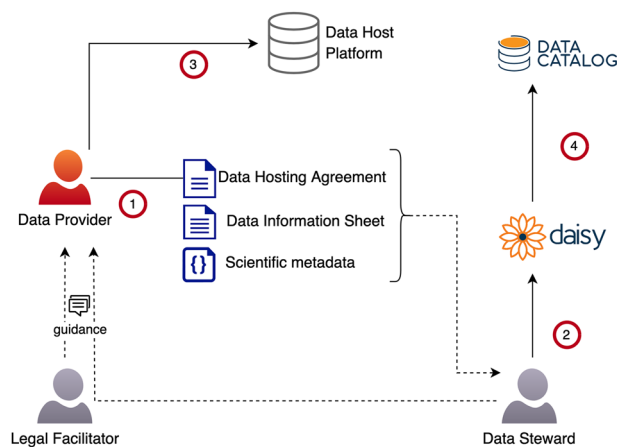 Data Host
Platform
DATA
CATALOG
3
4
Data Hosting Agreement
1
Data Provider
Data Information Sheet
daisy
{}
Scientific metadata
guidance
2
Legal Facilitator
Data Steward